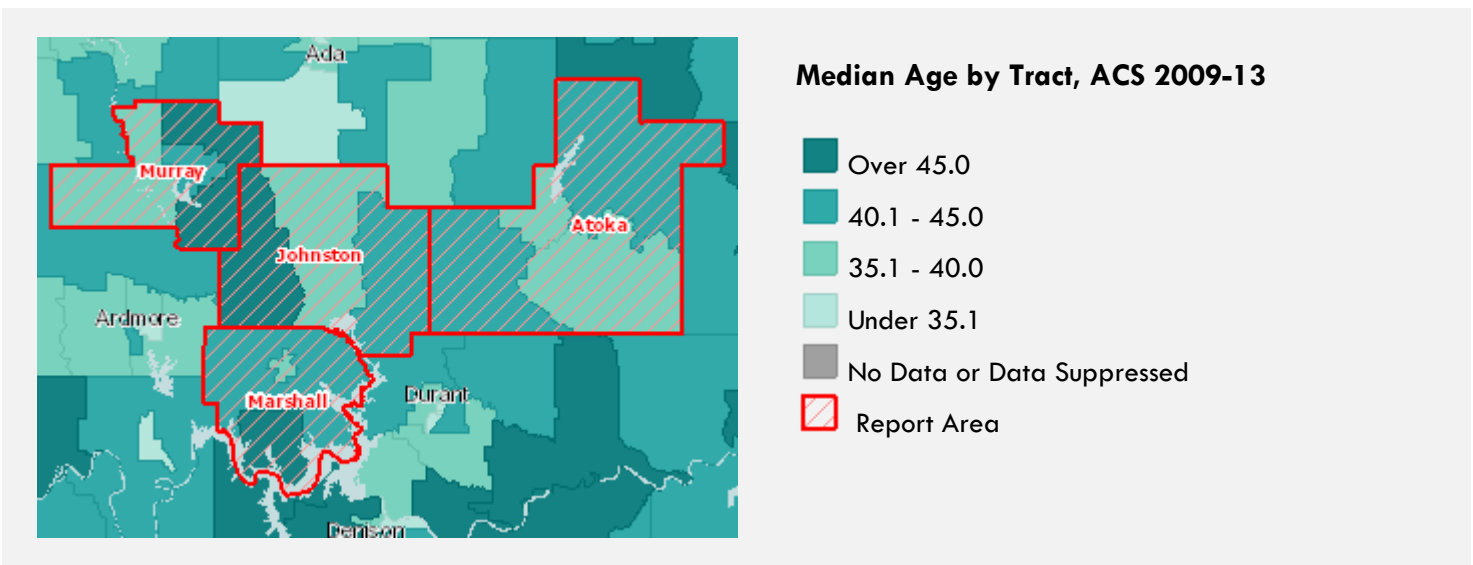 Median Age by Tract, ACS 2009-13
Ada
Murray
Atoka
Johnston
Ardmore
Marshall
Durant
Denison
Over 45.0
40.1 - 45.0
35.1 - 40.0
Under 35.1
No Data or Data Suppressed
Report Area